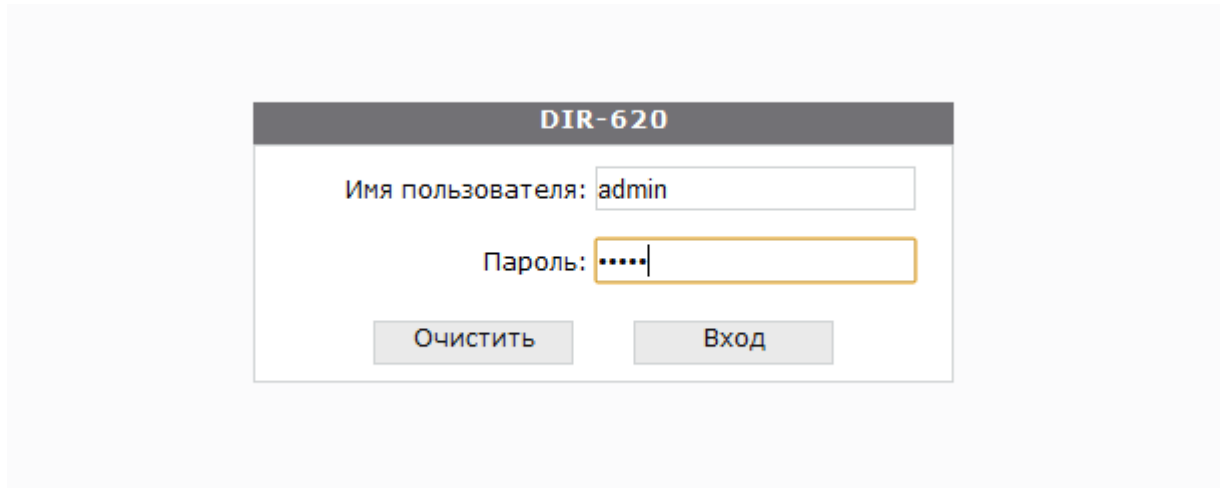 DIR-620
Имя пользователя: admin
Пароль: •••••
Очистить Вход